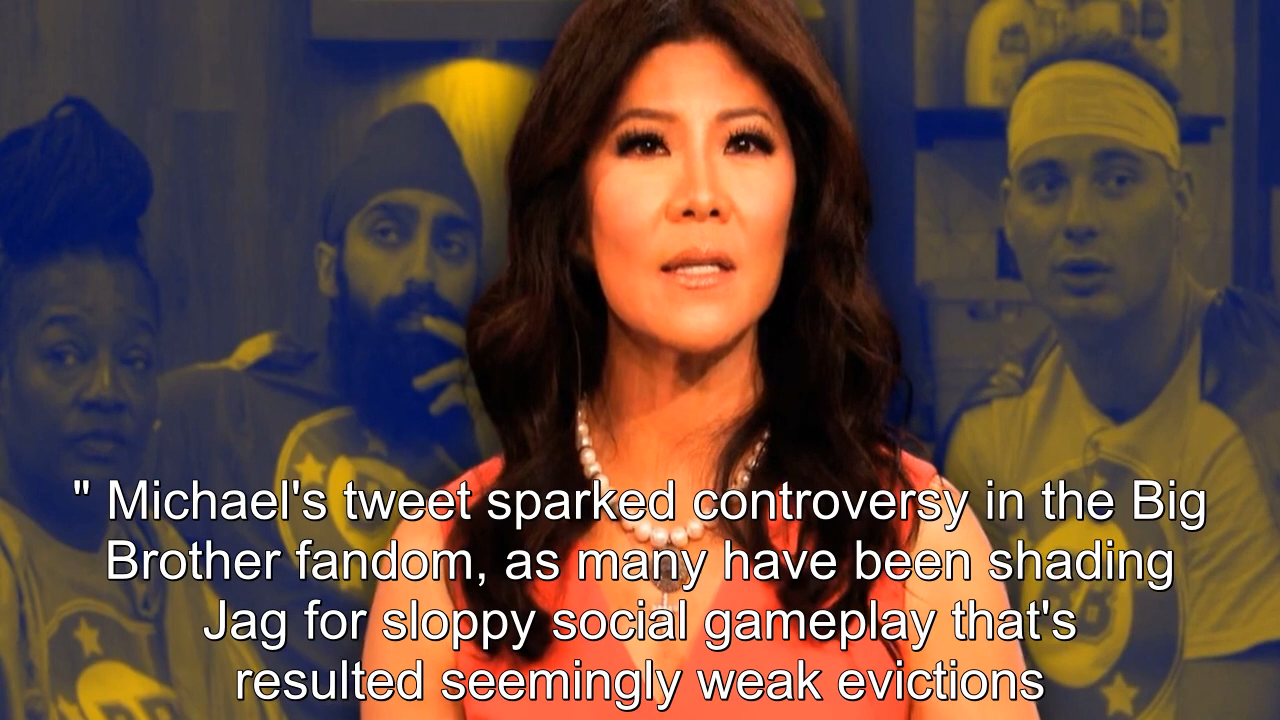 " Michael's tweet sparked controversy in the Big
Brother fandom, as many have been shading
Jag for sloppy social gameplay that's
resulted seemingly weak evictions